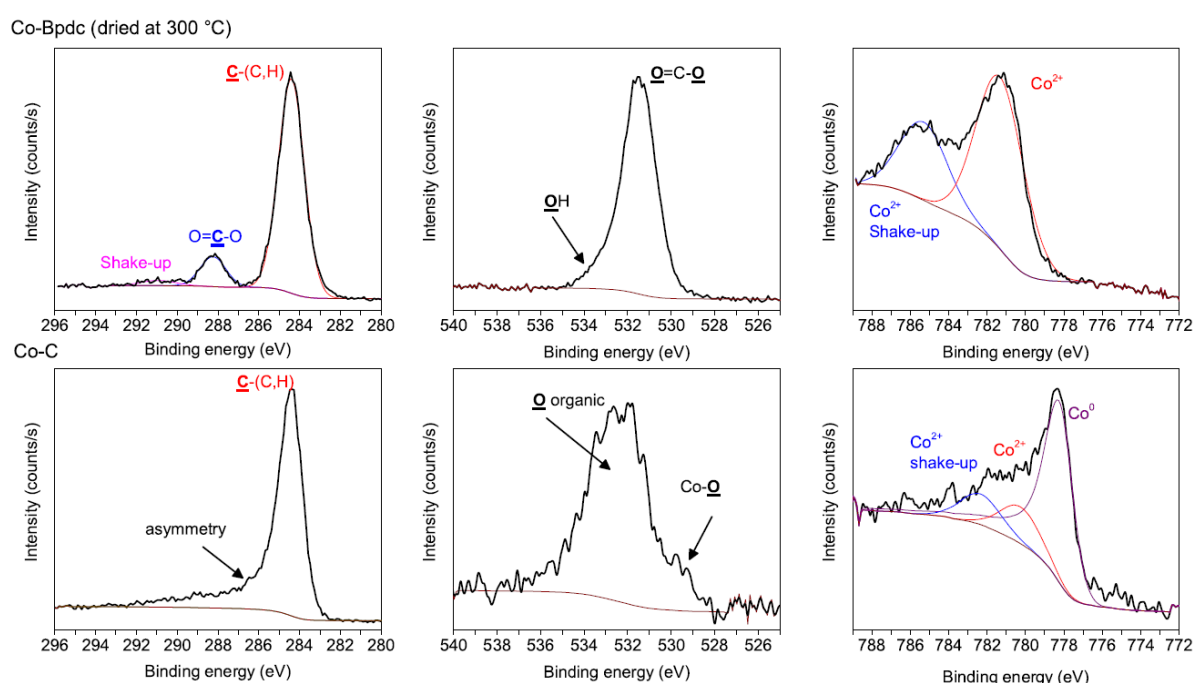 Co-Bpdc (dried at 300 °C)
C-(C,H)
O=C-O
Shake-up
Intensity (counts/s)
296 294 292 290 288 286 284 282 280
Binding energy (eV)
O=C-O
OH
Intensity (counts/s)
540 538 536 534 532 530 528 526
Binding energy (eV)
Co²⁺
Co²⁺
Shake-up
Intensity (counts/s)
788 786 784 782 780 778 776 774 772
Binding energy (eV)
Co-C
C-(C,H)
asymmetry
Intensity (counts/s)
296 294 292 290 288 286 284 282 280
Binding energy (eV)
O organic
Co-O
Intensity (counts/s)
540 538 536 534 532 530 528 526
Binding energy (eV)
Co⁰
Co²⁺
shake-up
Co²⁺
Intensity (counts/s)
788 786 784 782 780 778 776 774 772
Binding energy (eV)